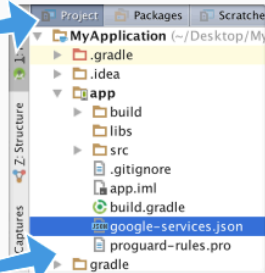 Project Packages Scratche
MyApplication (~/Desktop/My
.gradle
.idea
app
build
libs
src
.gitignore
app.iml
build.gradle
google-services.json
proguard-rules.pro
gradle
1:
Z: Structure
Captures